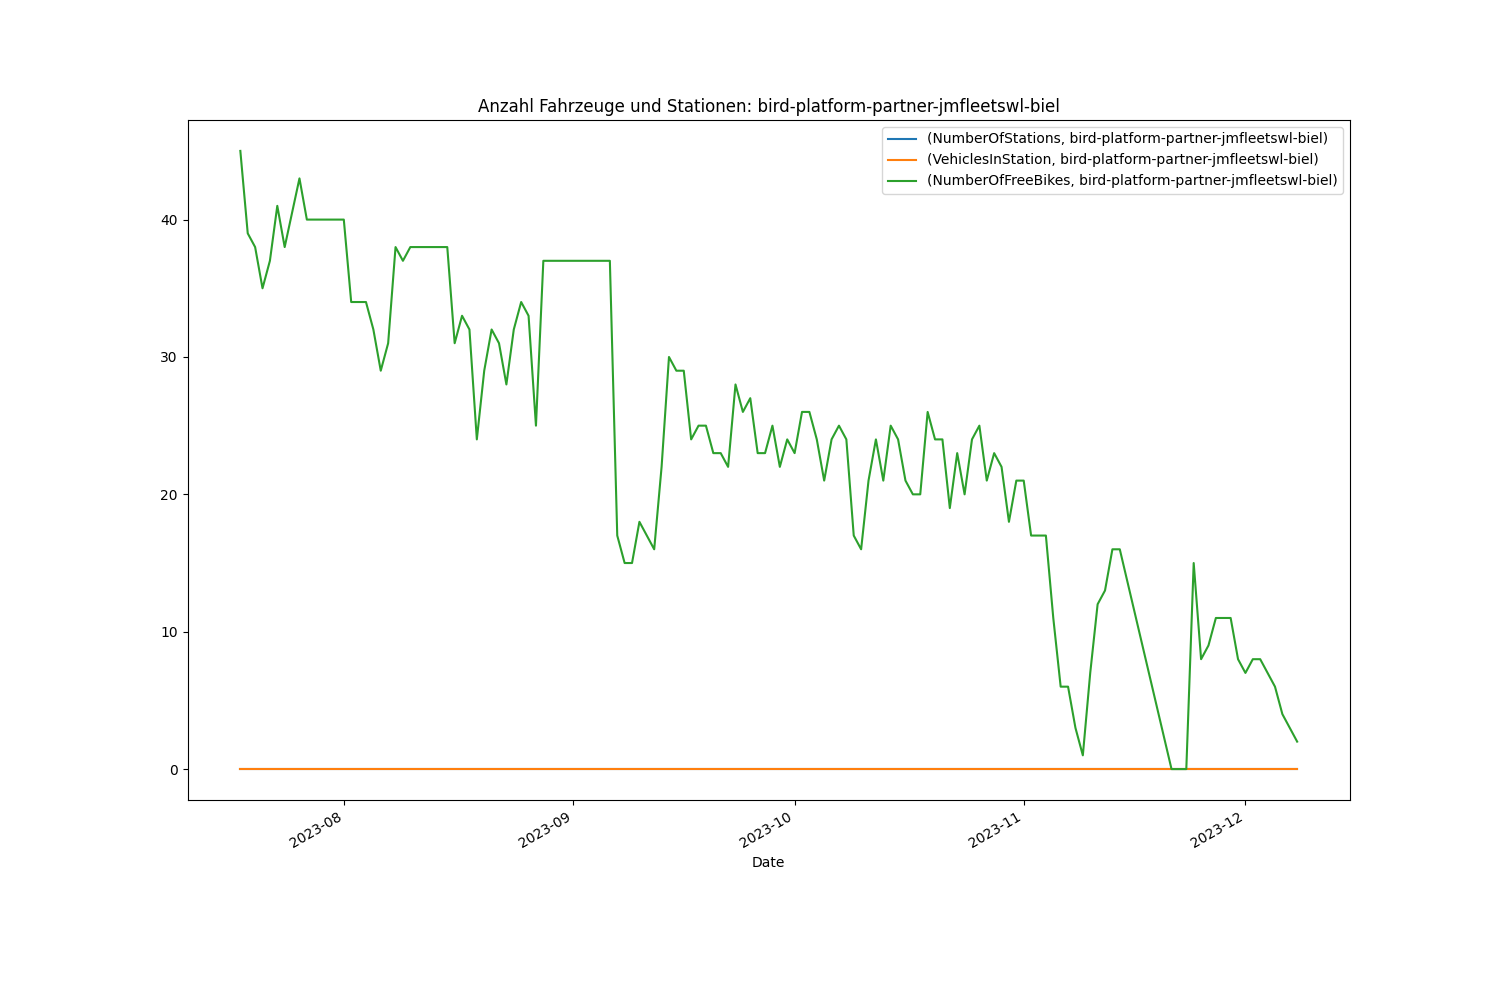 Anzahl Fahrzeuge und Stationen: bird-platform-partner-jmfleetswl-biel
(NumberOfStations, bird-platform-partner-jmfleetswl-biel)
(VehiclesInStation, bird-platform-partner-jmfleetswl-biel)
(NumberOfFreeBikes, bird-platform-partner-jmfleetswl-biel)
40
30
20
10
0
2023-08
2023-09
2023-10
2023-11
2023-12
Date